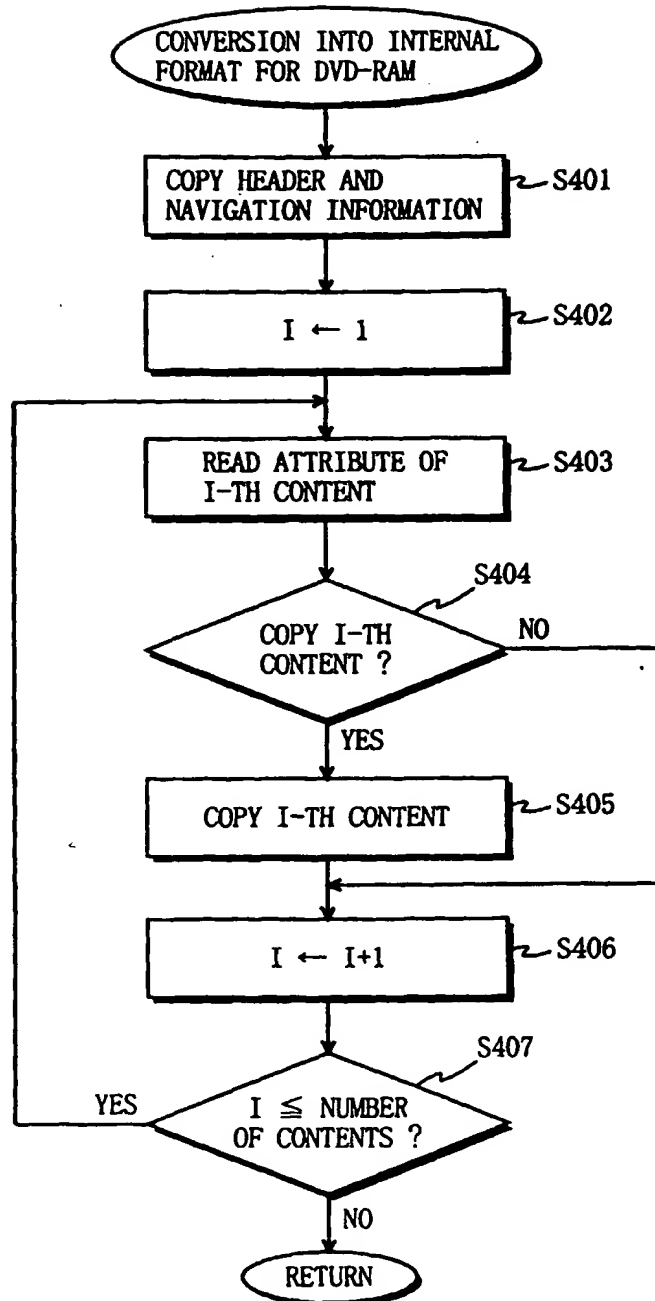 CONVERSION INTO INTERNAL
FORMAT FOR DVD-RAM
COPY HEADER AND
NAVIGATION INFORMATION
S401
I ← 1
S402
READ ATTRIBUTE OF
I-TH CONTENT
S403
S404
COPY I-TH
CONTENT ?
NO
YES
COPY I-TH CONTENT
S405
I ← I+1
S406
S407
YES
I ≦ NUMBER
OF CONTENTS ?
NO
RETURN